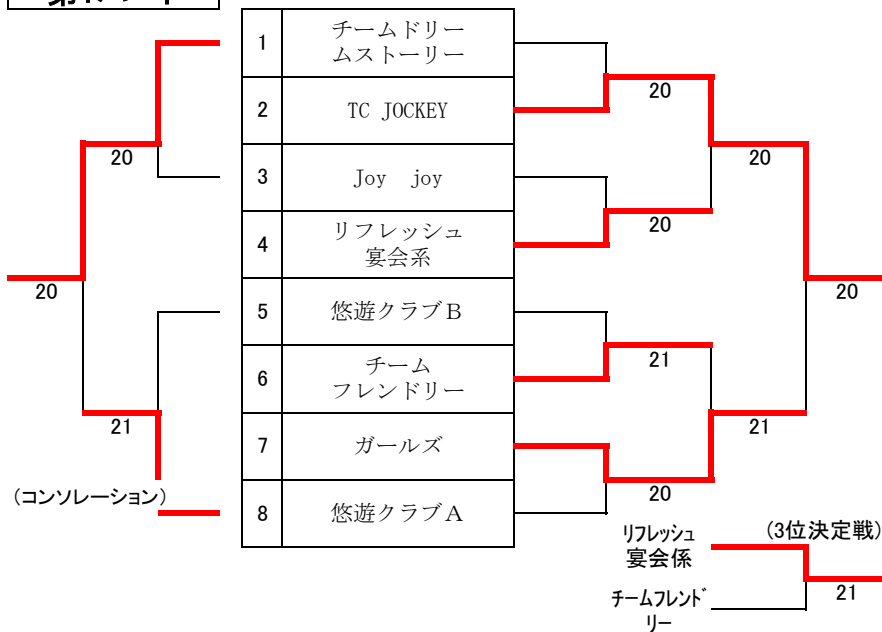 1
チームドリー
ムストーリー
2
TC JOCKEY
20
20
20
3
Joy joy
4
リフレッシュ
宴会系
20
20
20
5
悠遊クラブB
6
チーム
フレンドリー
21
21
21
7
ガールズ
(コンソレーション)
8
悠遊クラブA
20
リフレッシュ
宴会係
(3位決定戦)
チームフレンドﾞ
リー
21